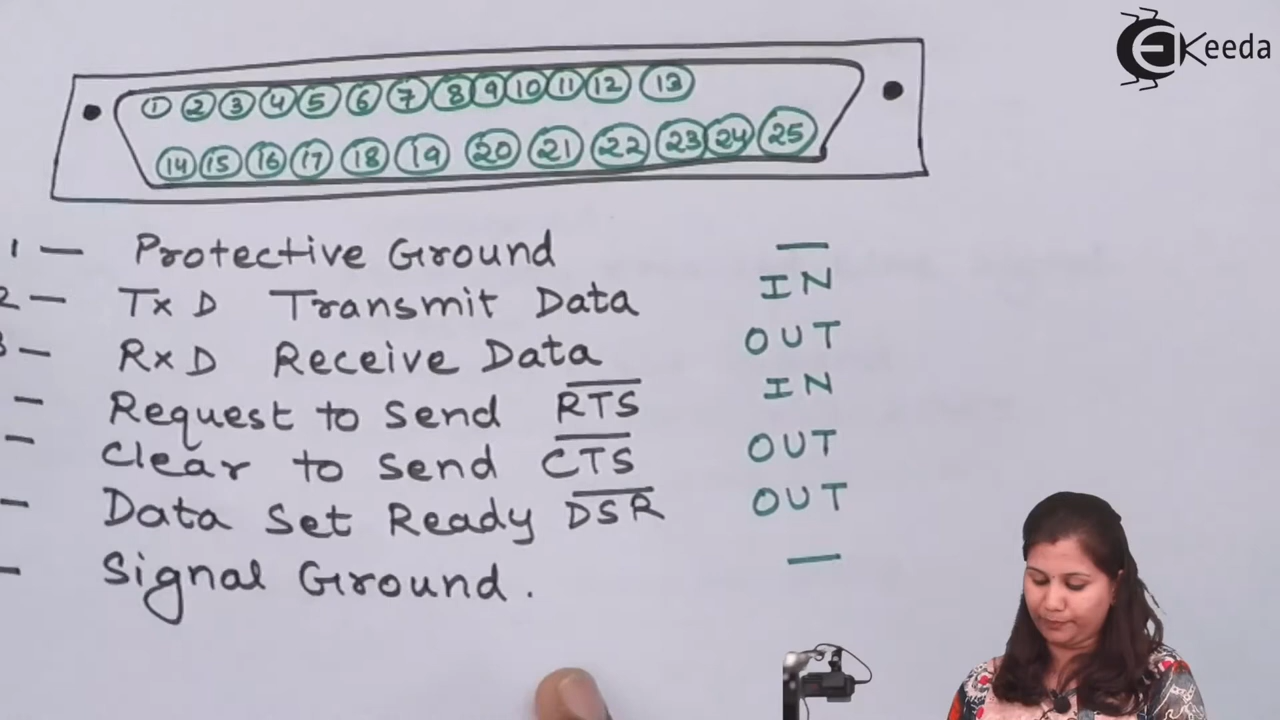 EKeeda
1 2 3 4 5 6 7 8 9 10 11 12 13
14 15 16 17 18 19 20 21 22 23 24 25
1 — Protective Ground —
2 — TxD Transmit Data IN
3 — RxD Receive Data OUT
— Request to send RTS IN
— Clear to send CTS OUT
— Data Set Ready DSR OUT
— Signal Ground. —